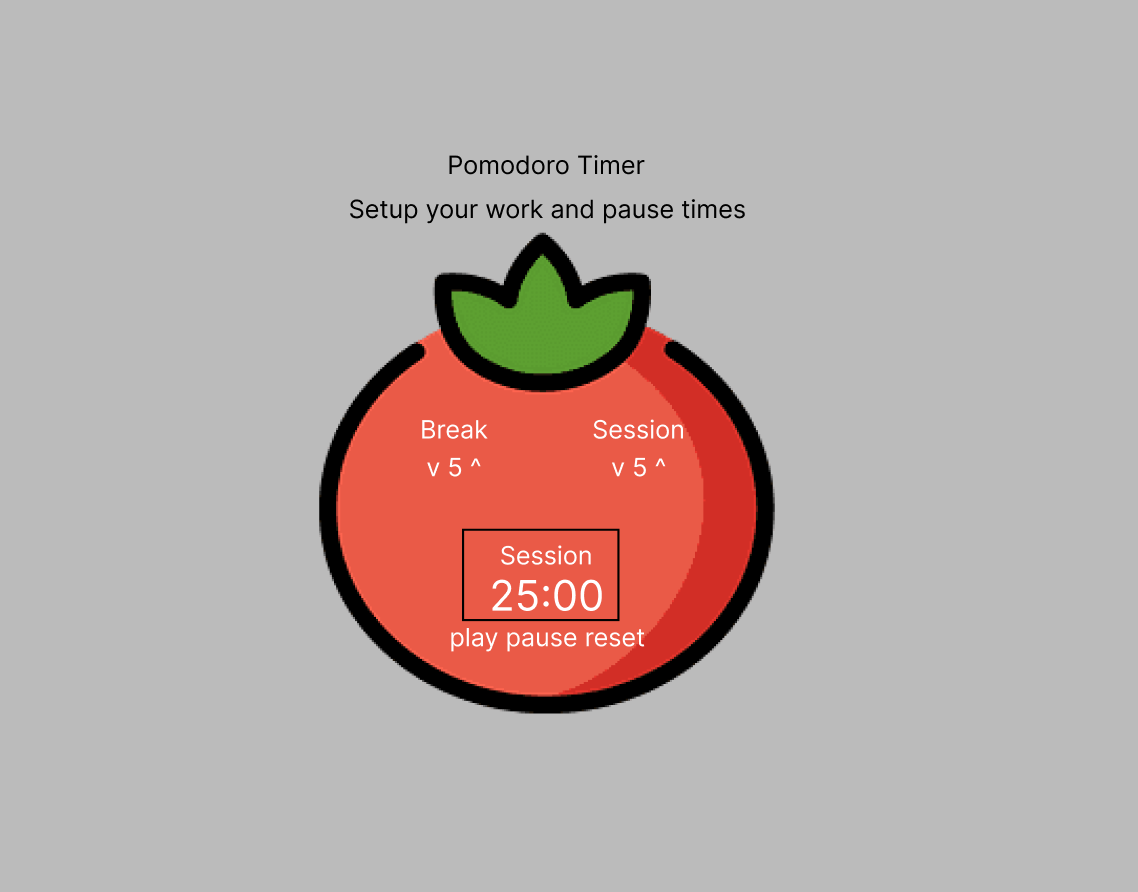 Pomodoro Timer
Setup your work and pause times
Break Session
v 5 ^ v 5 ^
Session
25:00
play pause reset